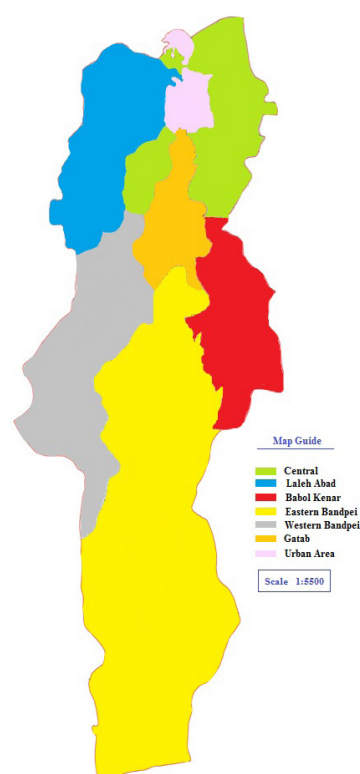 Map Guide
Central
Laleh Abad
Babol Kenar
Eastern Bandpei
Western Bandpei
Gatab
Urban Area
Scale 1:5500